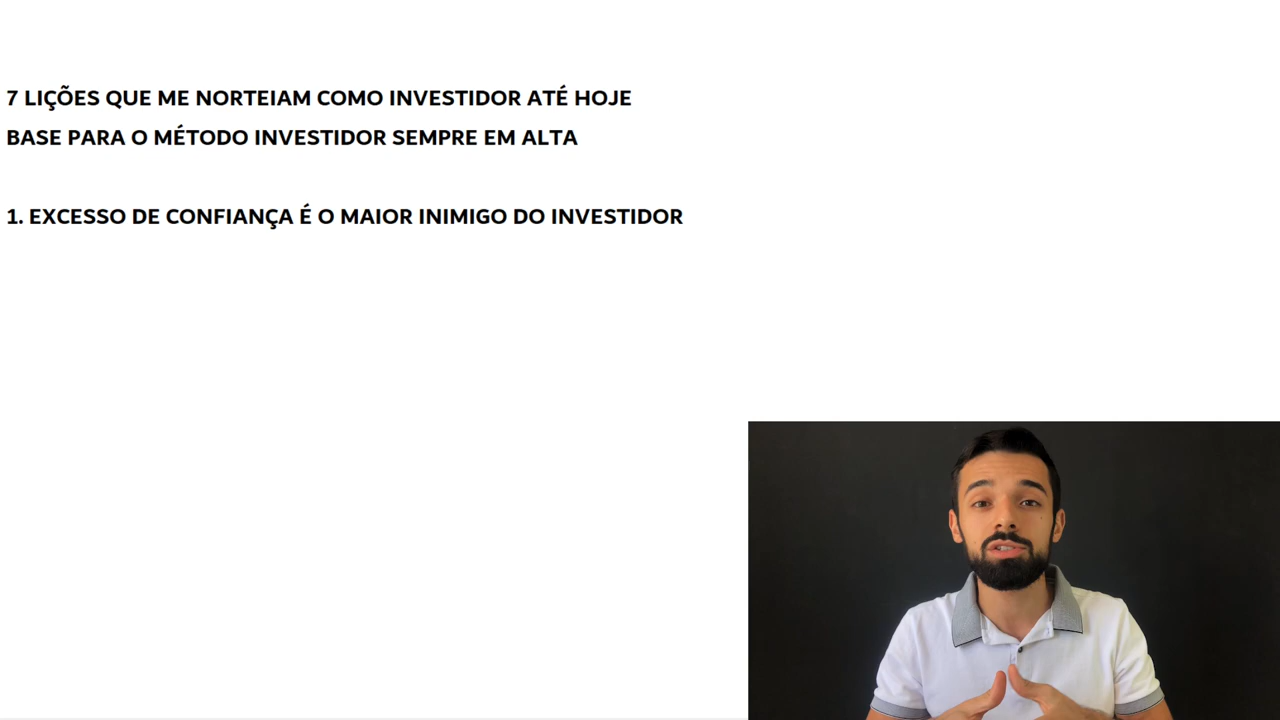 7 LIÇÕES QUE ME NORTEIAM COMO INVESTIDOR ATÉ HOJE
BASE PARA O MÉTODO INVESTIDOR SEMPRE EM ALTA
1. EXCESSO DE CONFIANÇA É O MAIOR INIMIGO DO INVESTIDOR